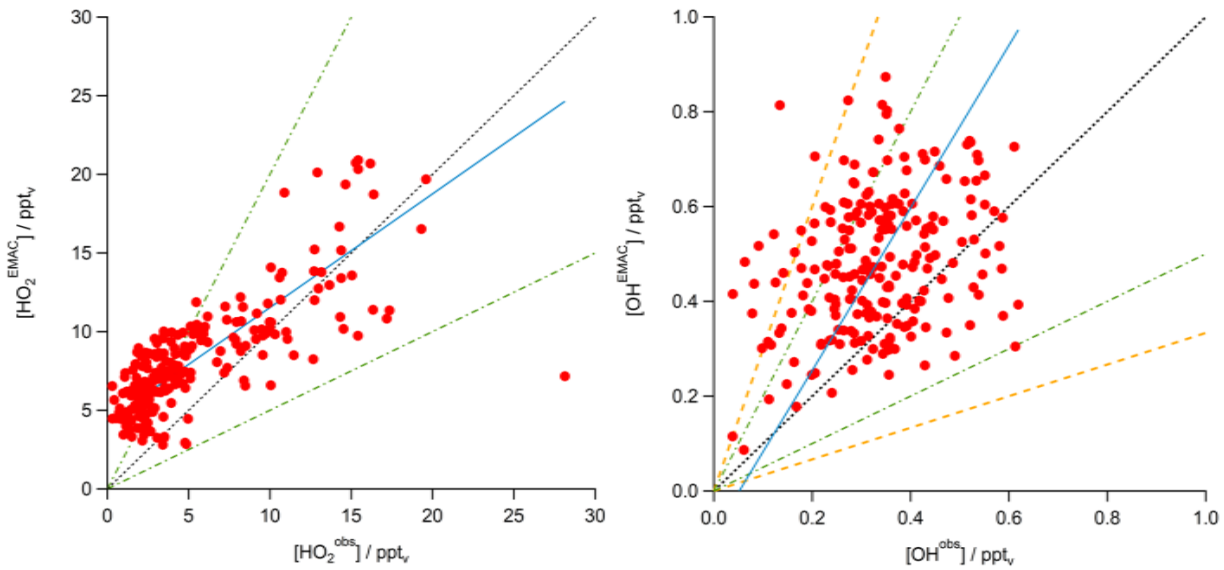 30
25
20
15
10
5
0
[HO₂ᴱᴹᴬᶜ] / pptᵥ
0 5 10 15 20 25 30
[HO₂ᵒᵇˢ] / pptᵥ
1.0
0.8
0.6
0.4
0.2
0.0
[OHᴱᴹᴬᶜ] / pptᵥ
0.0 0.2 0.4 0.6 0.8 1.0
[OHᵒᵇˢ] / pptᵥ